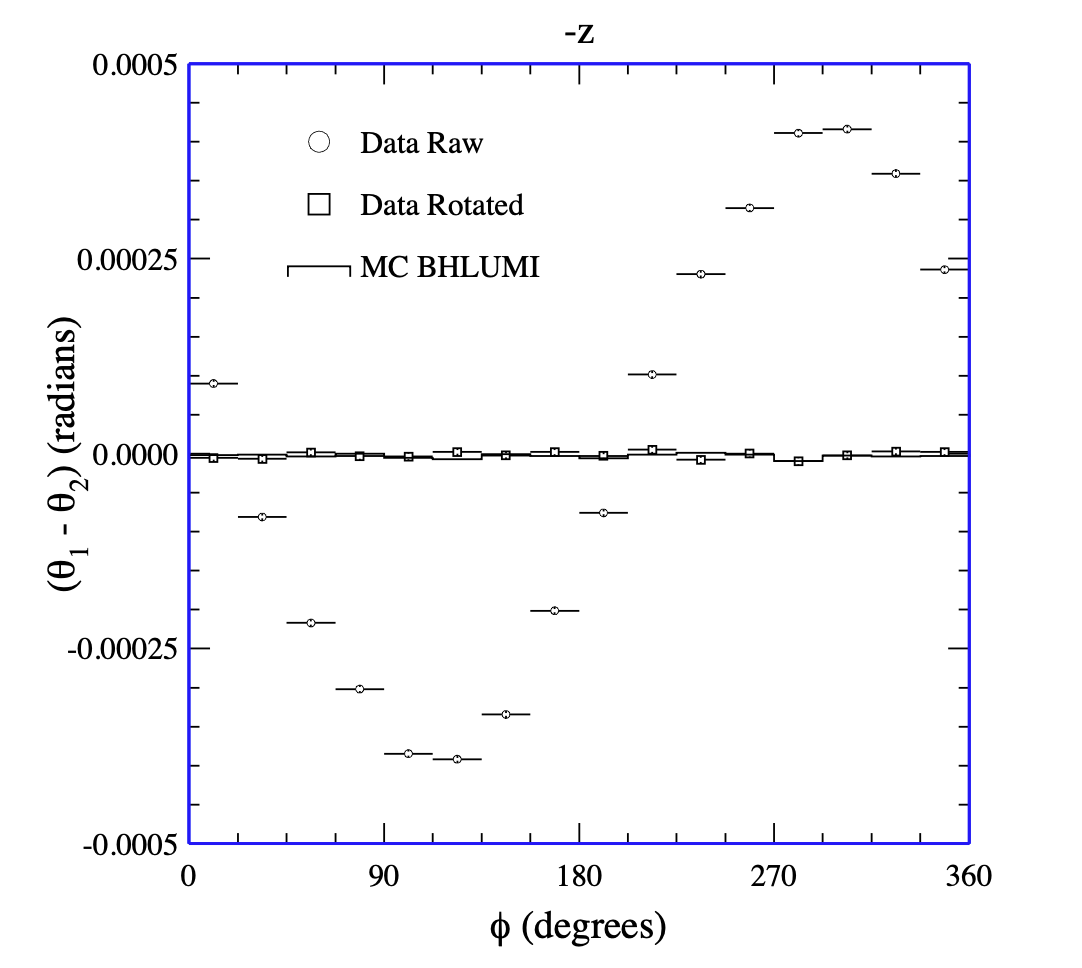 -z
0.0005
Data Raw
Data Rotated
0.00025
MC BHLUMI
(θ1 - θ2) (radians)
0.0000
-0.00025
-0.0005
0 90 180 270 360
ϕ (degrees)